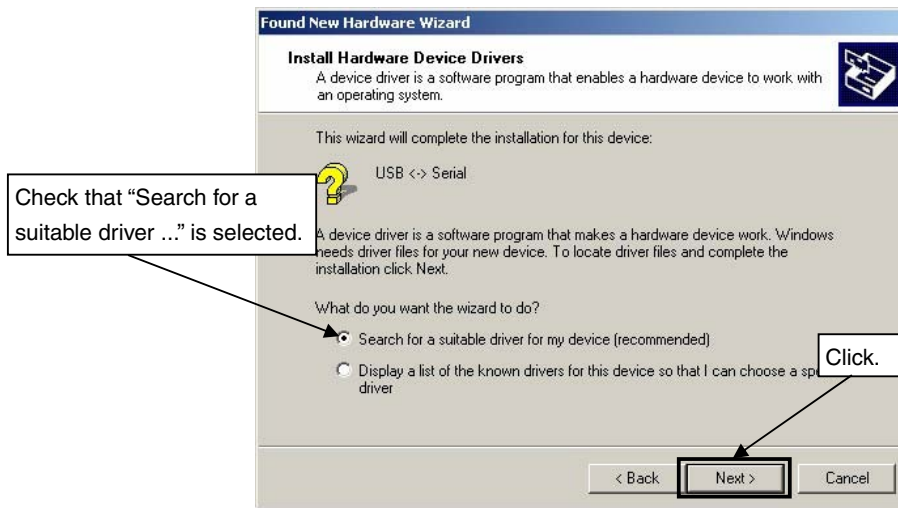 Found New Hardware Wizard
Install Hardware Device Drivers
A device driver is a software program that enables a hardware device to work with
an operating system.
This wizard will complete the installation for this device:
USB <-> Serial
Check that “Search for a
suitable driver ...” is selected.
A device driver is a software program that makes a hardware device work. Windows
needs driver files for your new device. To locate driver files and complete the
installation click Next.
What do you want the wizard to do?
Search for a suitable driver for my device (recommended)
Click.
Display a list of the known drivers for this device so that I can choose a
driver
< Back
Next >
Cancel